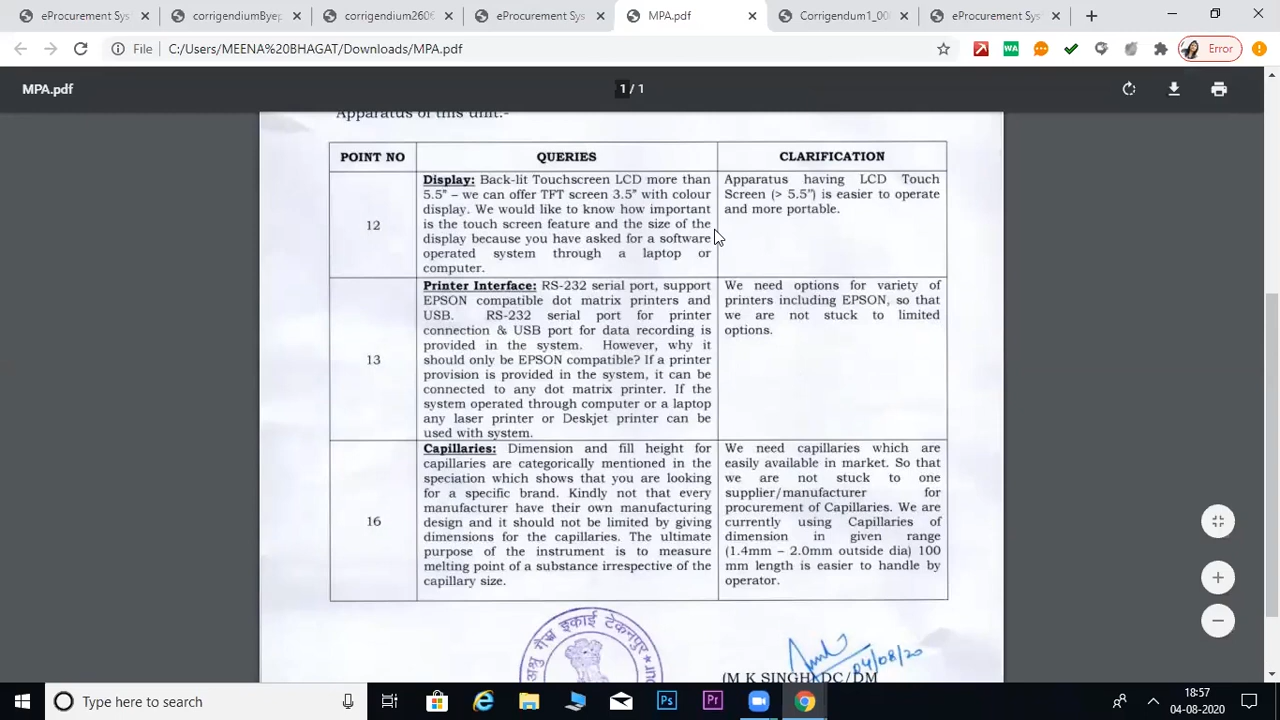 eProcurement Sys
corrigendumByep
corrigendum260
eProcurement Sys
MPA.pdf
Corrigendum1_00
eProcurement Sys
File
C:/Users/MEENA%20BHAGAT/Downloads/MPA.pdf
WA
Error
MPA.pdf
1 / 1
Apparatus of this unit:-
POINT NO
QUERIES
CLARIFICATION
12
Display: Back-lit Touchscreen LCD more than
5.5" – we can offer TFT screen 3.5" with colour
display. We would like to know how important
is the touch screen feature and the size of the
display because you have asked for a software
operated system through a laptop or
computer.
Apparatus having LCD Touch
Screen (> 5.5") is easier to operate
and more portable.
13
Printer Interface: RS-232 serial port, support
EPSON compatible dot matrix printers and
USB. RS-232 serial port for printer
connection & USB port for data recording is
provided in the system. However, why it
should only be EPSON compatible? If a printer
provision is provided in the system, it can be
connected to any dot matrix printer. If the
system operated through computer or a laptop
any laser printer or Deskjet printer can be
used with system.
We need options for variety of
printers including EPSON, so that
we are not stuck to limited
options.
16
Capillaries: Dimension and fill height for
capillaries are categorically mentioned in the
speciation which shows that you are looking
for a specific brand. Kindly not that every
manufacturer have their own manufacturing
design and it should not be limited by giving
dimensions for the capillaries. The ultimate
purpose of the instrument is to measure
melting point of a substance irrespective of the
capillary size.
We need capillaries which are
easily available in market. So that
we are not stuck to one
supplier/manufacturer for
procurement of Capillaries. We are
currently using Capillaries of
dimension in given range
(1.4mm – 2.0mm outside dia) 100
mm length is easier to handle by
operator.
अश्रु गैस इकाई टेकनपुर
04/08/20
(M K SINGH) DC/DM
Type here to search
Ps
Pr
18:57
04-08-2020